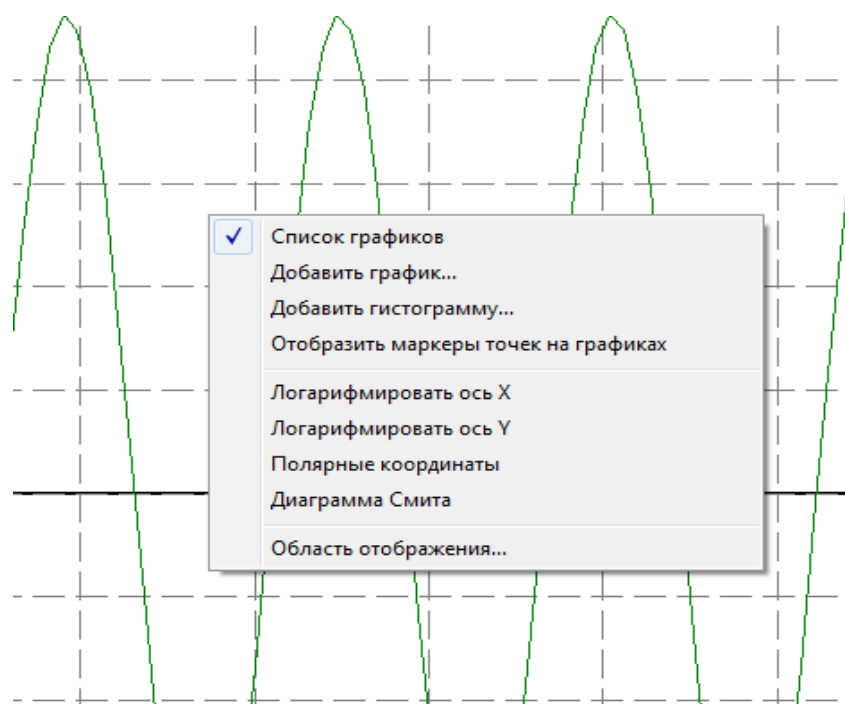 Список графиков
Добавить график...
Добавить гистограмму...
Отобразить маркеры точек на графиках
Логарифмировать ось X
Логарифмировать ось Y
Полярные координаты
Диаграмма Смита
Область отображения...